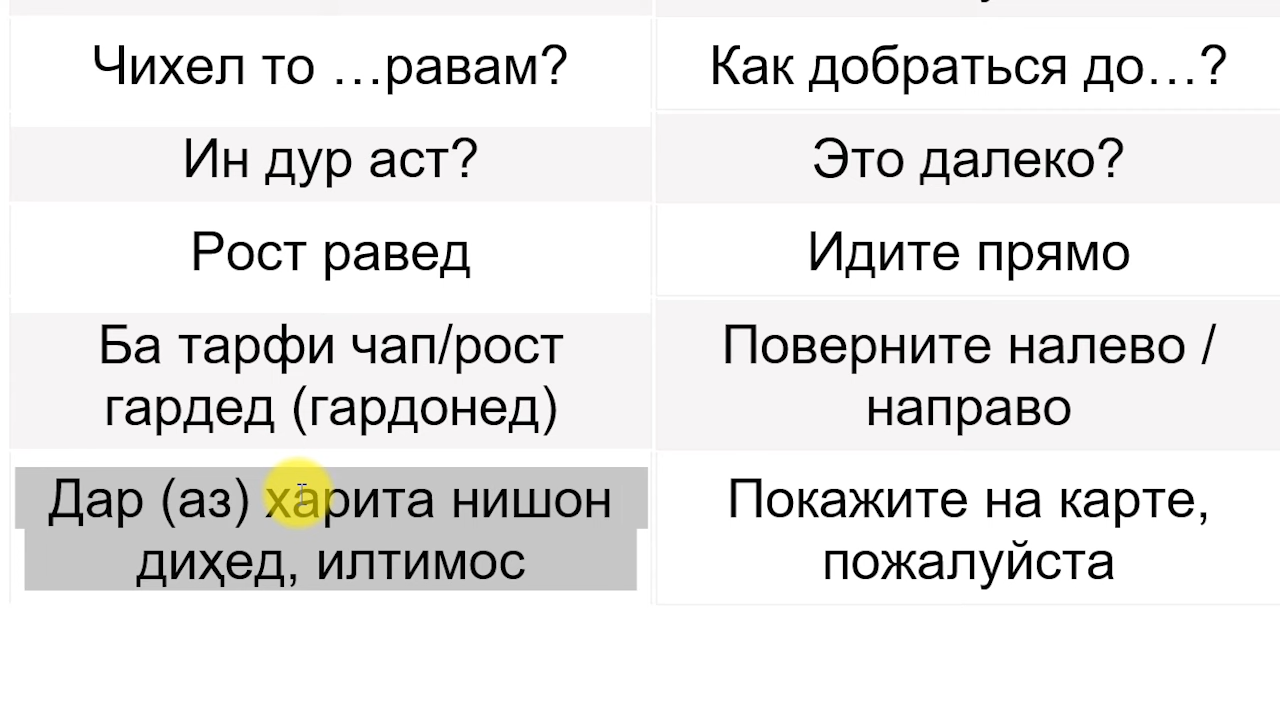 Чихел то …равам?
Как добраться до…?
Ин дур аст?
Это далеко?
Рост равед
Идите прямо
Ба тарфи чап/рост
гардед (гардонед)
Поверните налево /
направо
Дар (аз) харита нишон
диҳед, илтимос
Покажите на карте,
пожалуйста